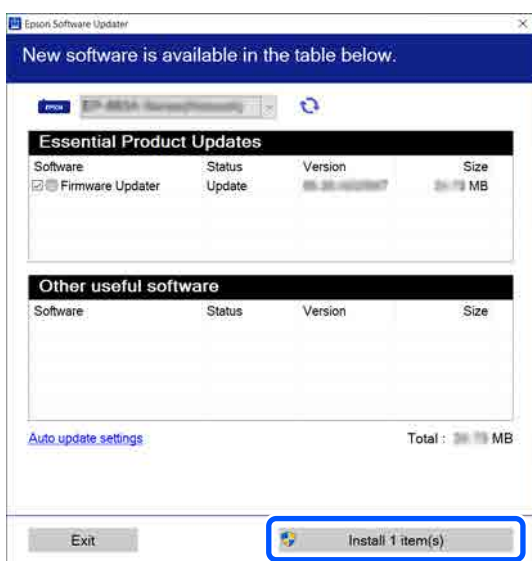 Epson Software Updater
New software is available in the table below.
EPSON
Essential Product Updates
Software Status Version Size
Firmware Updater Update MB
Other useful software
Software Status Version Size
Auto update settings Total : MB
Exit Install 1 item(s)